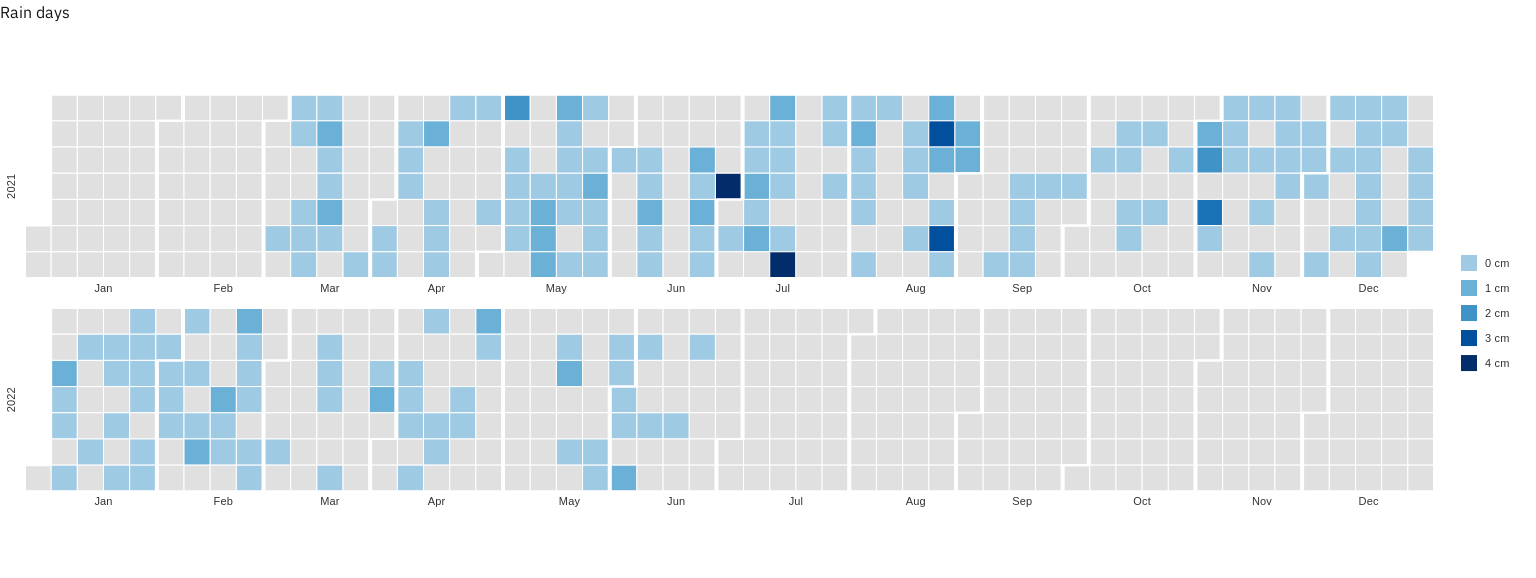 Rain days
2021
Jan Feb Mar Apr May Jun Jul Aug Sep Oct Nov Dec
2022
Jan Feb Mar Apr May Jun Jul Aug Sep Oct Nov Dec
0 cm
1 cm
2 cm
3 cm
4 cm